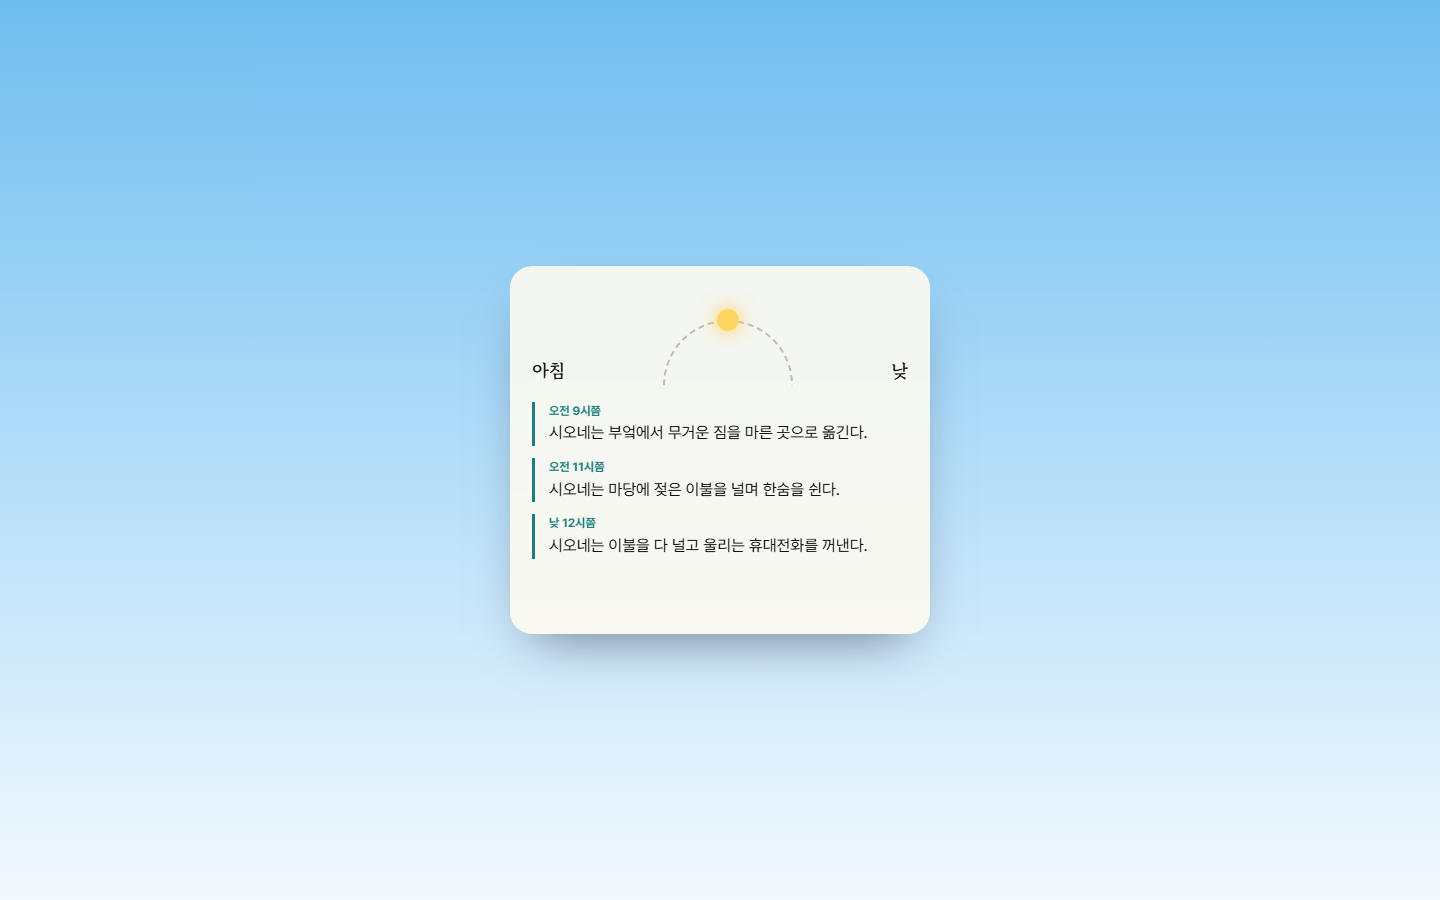 아침
낮
오전 9시쯤
시오네는 부엌에서 무거운 짐을 마른 곳으로 옮긴다.
오전 11시쯤
시오네는 마당에 젖은 이불을 널며 한숨을 쉰다.
낮 12시쯤
시오네는 이불을 다 널고 울리는 휴대전화를 꺼낸다.